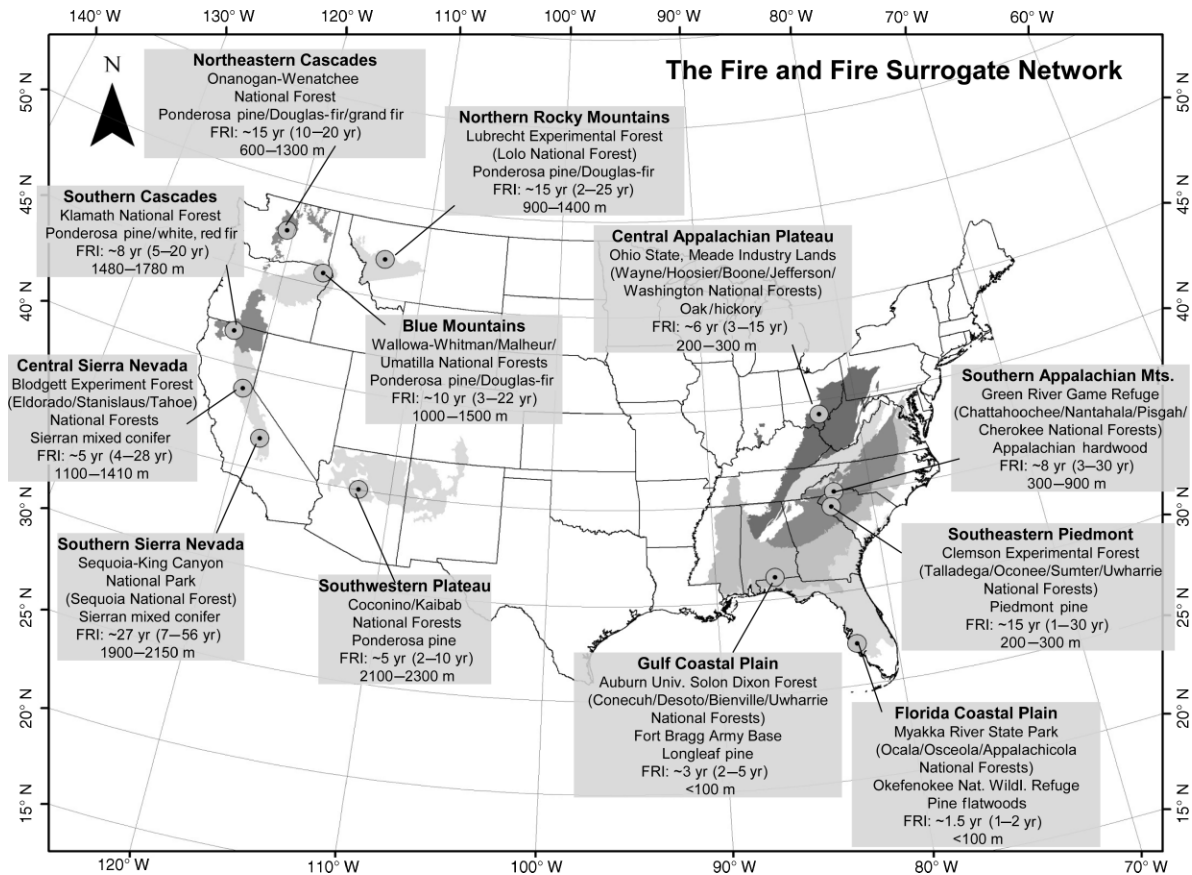 140° W
130° W
120° W
110° W
100° W
90° W
80° W
70° W
60° W
The Fire and Fire Surrogate Network
N
50° N
45° N
40° N
30° N
25° N
20° N
15° N
50° N
45° N
40° N
30° N
25° N
20° N
15° N
Northeastern Cascades
Onanogan-Wenatchee
National Forest
Ponderosa pine/Douglas-fir/grand fir
FRI: ~15 yr (10—20 yr)
600—1300 m
Northern Rocky Mountains
Lubrecht Experimental Forest
(Lolo National Forest)
Ponderosa pine/Douglas-fir
FRI: ~15 yr (2—25 yr)
900—1400 m
Southern Cascades
Klamath National Forest
Ponderosa pine/white, red fir
FRI: ~8 yr (5—20 yr)
1480—1780 m
Central Appalachian Plateau
Ohio State, Meade Industry Lands
(Wayne/Hoosier/Boone/Jefferson/
Washington National Forests)
Oak/hickory
FRI: ~6 yr (3—15 yr)
200—300 m
Blue Mountains
Wallowa-Whitman/Malheur/
Umatilla National Forests
Ponderosa pine/Douglas-fir
FRI: ~10 yr (3—22 yr)
1000—1500 m
Central Sierra Nevada
Blodgett Experiment Forest
(Eldorado/Stanislaus/Tahoe)
National Forests
Sierran mixed conifer
FRI: ~5 yr (4—28 yr)
1100—1410 m
Southern Appalachian Mts.
Green River Game Refuge
(Chattahoochee/Nantahala/Pisgah/
Cherokee National Forests)
Appalachian hardwood
FRI: ~8 yr (3—30 yr)
300—900 m
Southern Sierra Nevada
Sequoia-King Canyon
National Park
(Sequoia National Forest)
Sierran mixed conifer
FRI: ~27 yr (7—56 yr)
1900—2150 m
Southwestern Plateau
Coconino/Kaibab
National Forests
Ponderosa pine
FRI: ~5 yr (2—10 yr)
2100—2300 m
Southeastern Piedmont
Clemson Experimental Forest
(Talladega/Oconee/Sumter/Uwharrie
National Forests)
Piedmont pine
FRI: ~15 yr (1—30 yr)
200—300 m
Gulf Coastal Plain
Auburn Univ. Solon Dixon Forest
(Conecuh/Desoto/Bienville/Uwharrie
National Forests)
Fort Bragg Army Base
Longleaf pine
FRI: ~3 yr (2—5 yr)
<100 m
Florida Coastal Plain
Myakka River State Park
(Ocala/Osceola/Appalachicola
National Forests)
Okefenokee Nat. Wildl. Refuge
Pine flatwoods
FRI: ~1.5 yr (1—2 yr)
<100 m
120° W
110° W
100° W
90° W
80° W
70° W